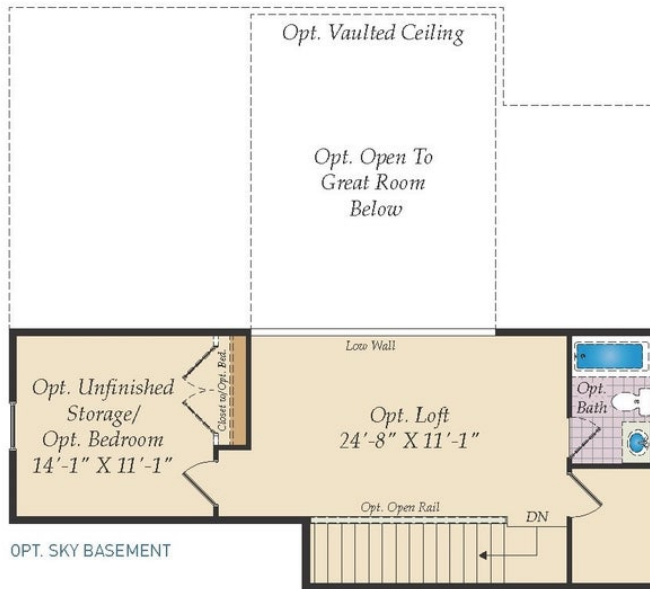 Opt. Vaulted Ceiling
Opt. Open To
Great Room
Below
Low Wall
Opt. Unfinished
Storage/
Opt. Bedroom
14'-1" X 11'-1"
Closet w/Opt. Bed.
Opt. Loft
24'-8" X 11'-1"
Opt.
Bath
Opt. Open Rail
DN
OPT. SKY BASEMENT